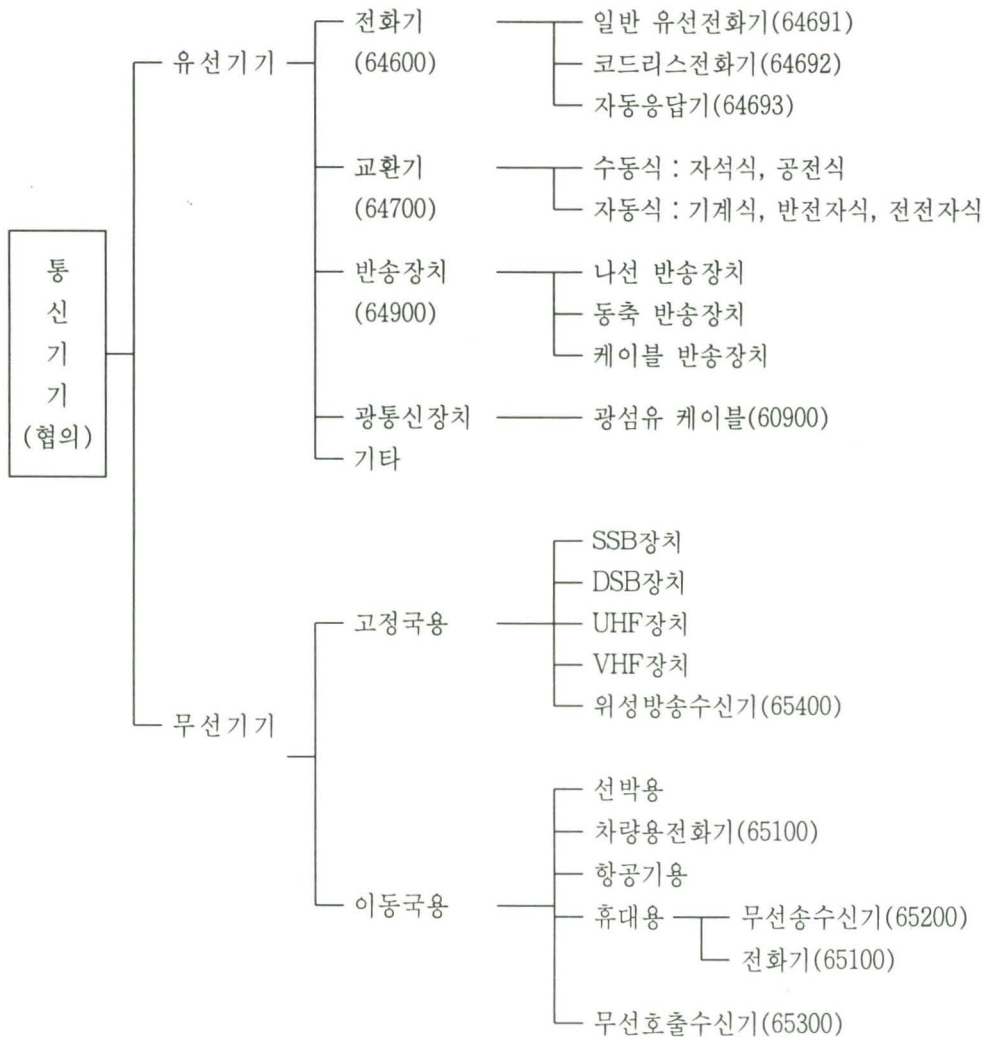 통신기기
(협의)
유선기기
전화기
(64600)
일반 유선전화기(64691)
코드리스전화기(64692)
자동응답기(64693)
교환기
(64700)
수동식 : 자석식, 공전식
자동식 : 기계식, 반전자식, 전전자식
반송장치
(64900)
나선 반송장치
동축 반송장치
케이블 반송장치
광통신장치
광섬유 케이블(60900)
기타
무선기기
고정국용
SSB장치
DSB장치
UHF장치
VHF장치
위성방송수신기(65400)
이동국용
선박용
차량용전화기(65100)
항공기용
휴대용
무선송수신기(65200)
전화기(65100)
무선호출수신기(65300)